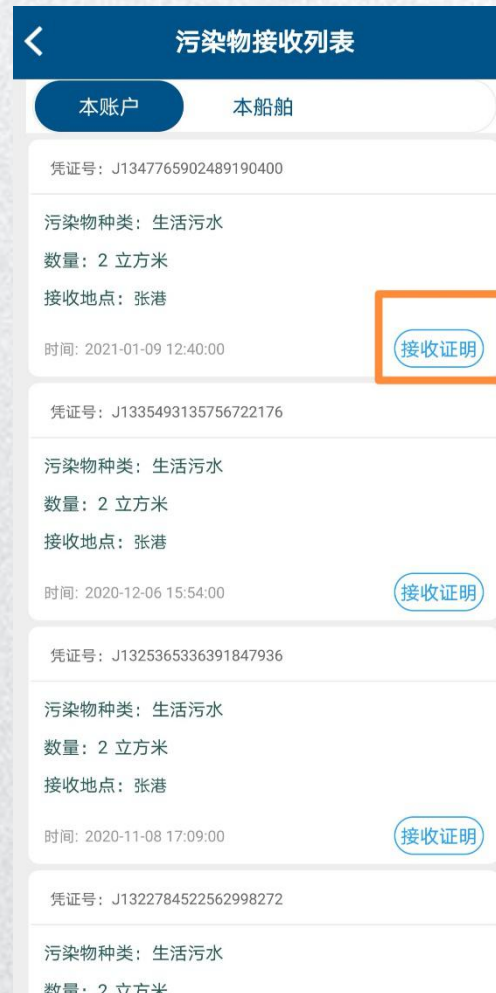 污染物接收列表
本账户 本船舶
凭证号：J1347765902489190400
污染物种类：生活污水
数量：2 立方米
接收地点：张港
时间: 2021-01-09 12:40:00 接收证明
凭证号：J1335493135756722176
污染物种类：生活污水
数量：2 立方米
接收地点：张港
时间: 2020-12-06 15:54:00 接收证明
凭证号：J1325365336391847936
污染物种类：生活污水
数量：2 立方米
接收地点：张港
时间: 2020-11-08 17:09:00 接收证明
凭证号：J1322784522562998272
污染物种类：生活污水
数量：2 立方米